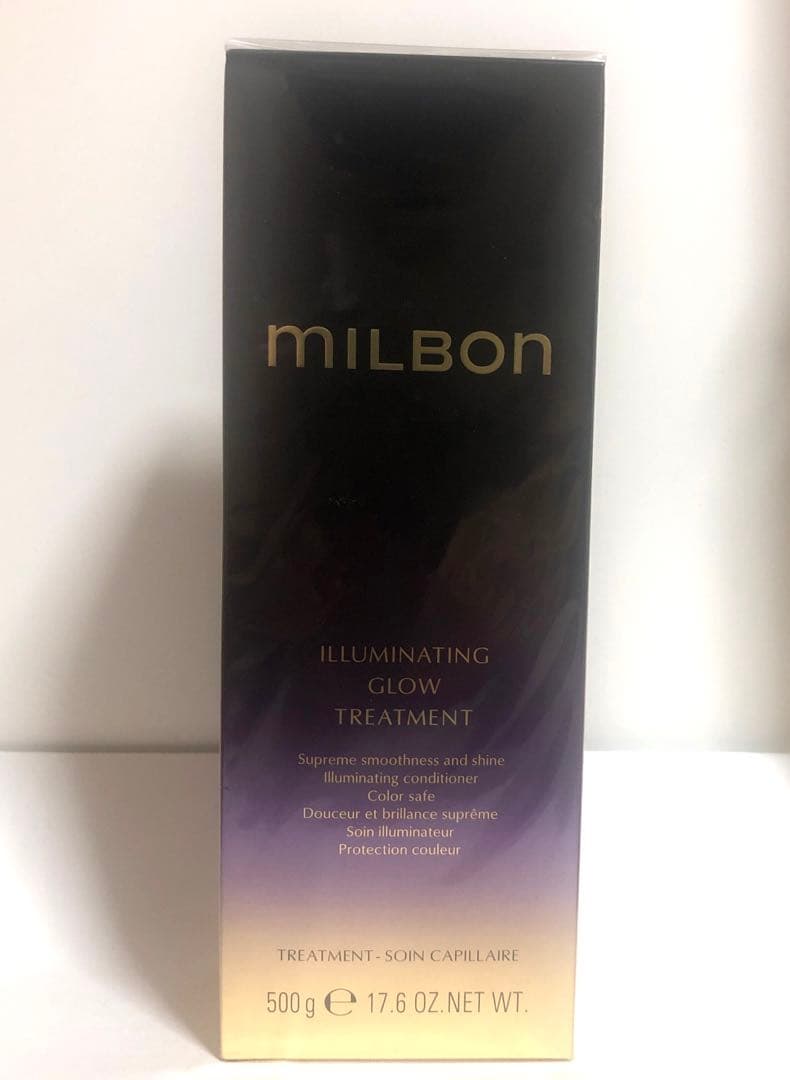 mILBon
ILLUMINATING
GLOW
TREATMENT
Supreme smoothness and shine
Illuminating conditioner
Color safe
Douceur et brillance suprême
Soin illuminateur
Protection couleur
TREATMENT - SOIN CAPILLAIRE
500 g ℮ 17.6 OZ.NET WT.